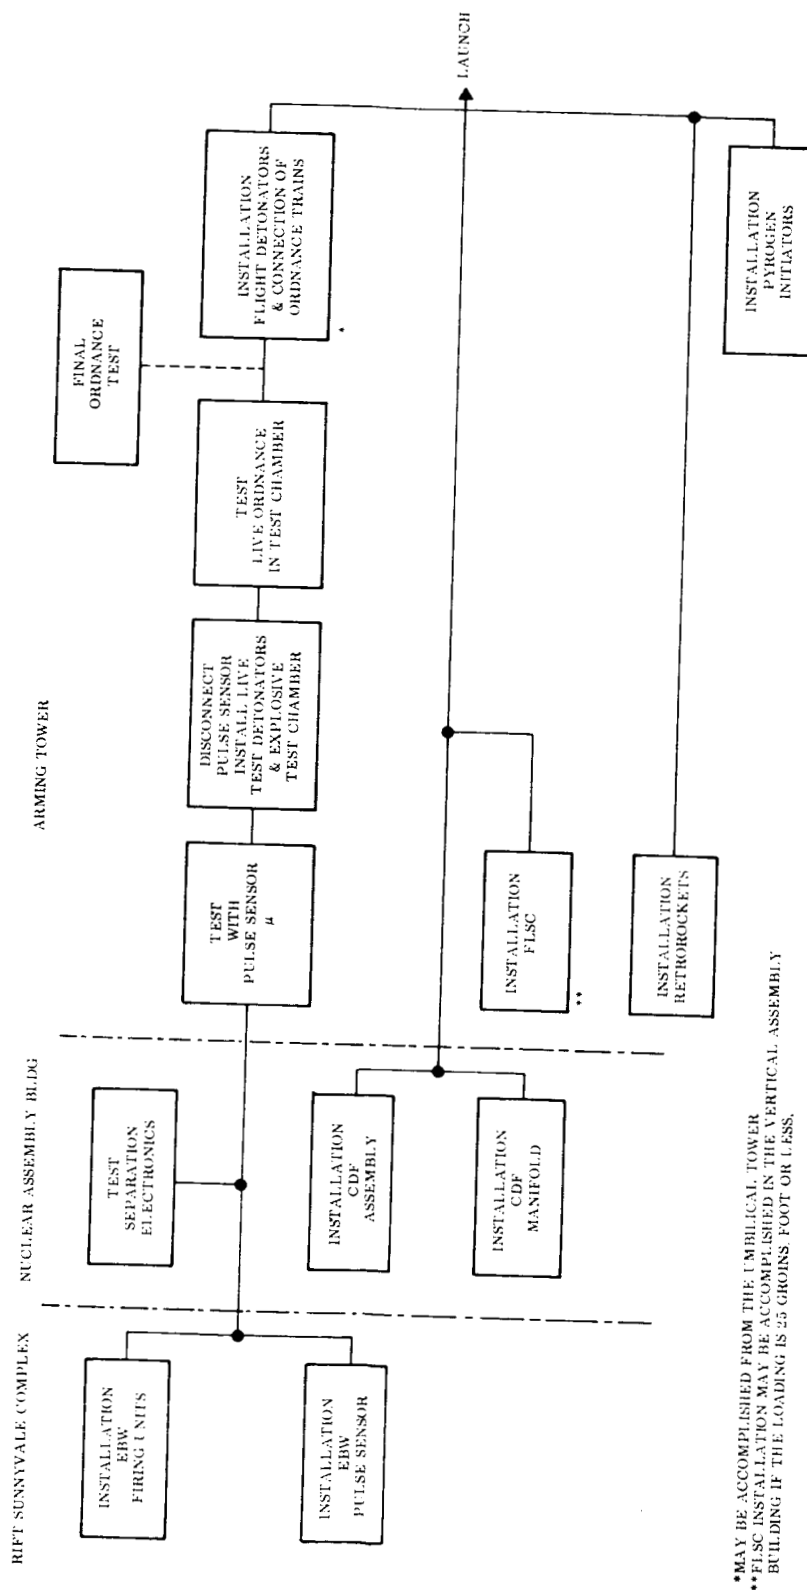 RIFT SUNNYVALE COMPLEX
NUCLEAR ASSEMBLY BLDG
ARMING TOWER
INSTALLATION
EBW
FIRING UNITS
INSTALLATION
EBW
PULSE SENSOR
TEST
SEPARATION
ELECTRONICS
INSTALLATION
CDF
ASSEMBLY
INSTALLATION
CDF
MANIFOLD
TEST
WITH
PULSE SENSOR
μ
DISCONNECT
PULSE SENSOR
INSTALL LIVE
TEST DETONATORS
& EXPLOSIVE
TEST CHAMBER
TEST
LIVE ORDNANCE
IN TEST CHAMBER
FINAL
ORDNANCE
TEST
INSTALLATION
FLIGHT DETONATORS
& CONNECTION OF
ORDNANCE TRAINS
*
INSTALLATION
FLSC
**
INSTALLATION
RETROROCKETS
INSTALLATION
PYROGEN
INITIATORS
LAUNCH
*MAY BE ACCOMPLISHED FROM THE UMBILICAL TOWER
**FLSC INSTALLATION MAY BE ACCOMPLISHED IN THE VERTICAL ASSEMBLY
BUILDING IF THE LOADING IS 25 GROINS, FOOT OR LESS.